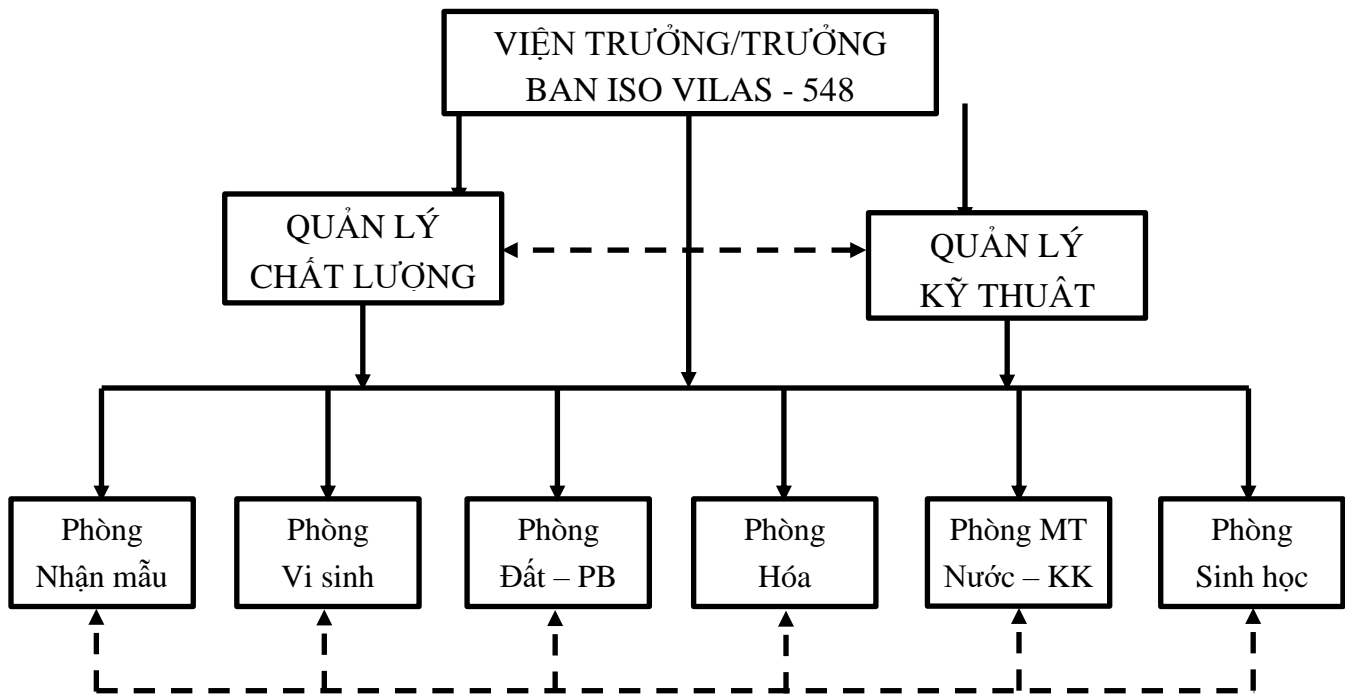 VIỆN TRƯỞNG/TRƯỞNG
BAN ISO VILAS - 548
QUẢN LÝ
CHẤT LƯỢNG
QUẢN LÝ
KỸ THUÂT
Phòng
Nhận mẫu
Phòng
Vi sinh
Phòng
Đất – PB
Phòng
Hóa
Phòng MT
Nước – KK
Phòng
Sinh học